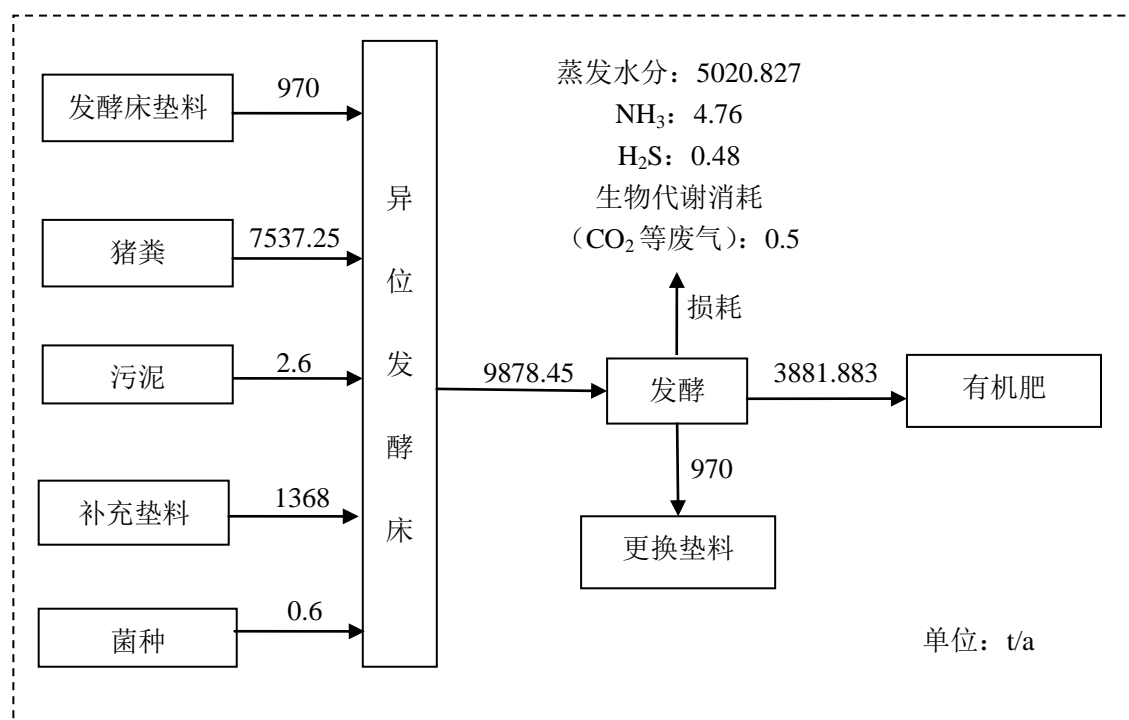 发酵床垫料
970
猪粪
7537.25
污泥
2.6
补充垫料
1368
菌种
0.6
异
位
发
酵
床
9878.45
蒸发水分：5020.827
NH₃：4.76
H₂S：0.48
生物代谢消耗
（CO₂等废气）：0.5
损耗
发酵
3881.883
有机肥
970
更换垫料
单位：t/a